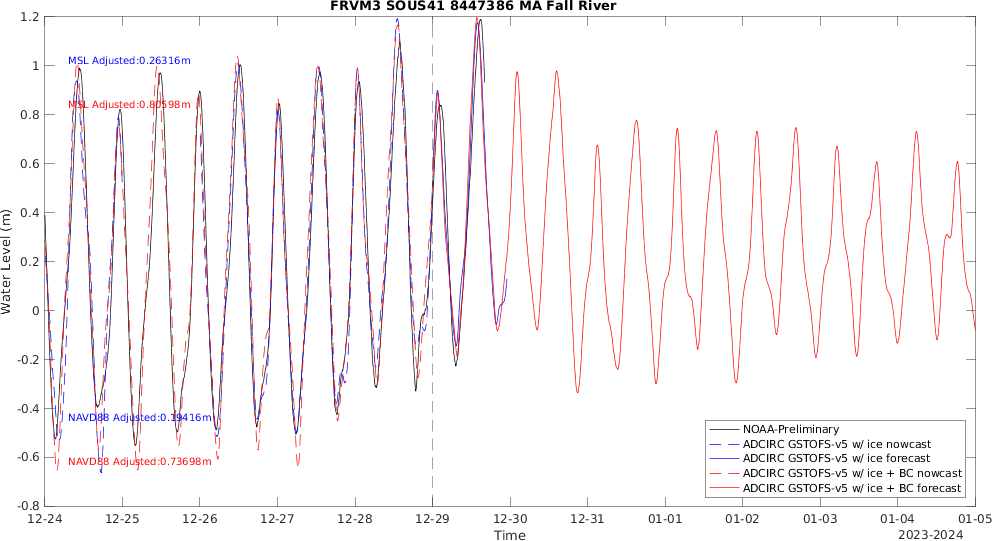 FRVM3 SOUS41 8447386 MA Fall River
1.2
MSL Adjusted:0.26316m
1
MSL Adjusted:0.80598m
0.8
0.6
0.4
0.2
Water Level (m)
0
-0.2
-0.4
NAVD88 Adjusted:0.19416m
NAVD88 Adjusted:0.73698m
-0.6
-0.8
NOAA-Preliminary
ADCIRC GSTOFS-v5 w/ ice nowcast
ADCIRC GSTOFS-v5 w/ ice forecast
ADCIRC GSTOFS-v5 w/ ice + BC nowcast
ADCIRC GSTOFS-v5 w/ ice + BC forecast
12-24 12-25 12-26 12-27 12-28 12-29 12-30 12-31 01-01 01-02 01-03 01-04 01-05
Time
2023-2024